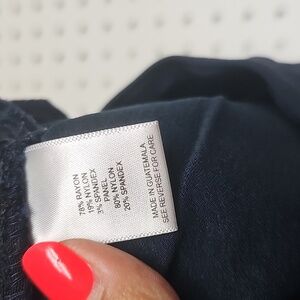 78% RAYON
19% NYLON
3% SPANDEX
PANEL
80% NYLON
20% SPANDEX
MADE IN GUATEMALA
SEE REVERSE FOR CARE